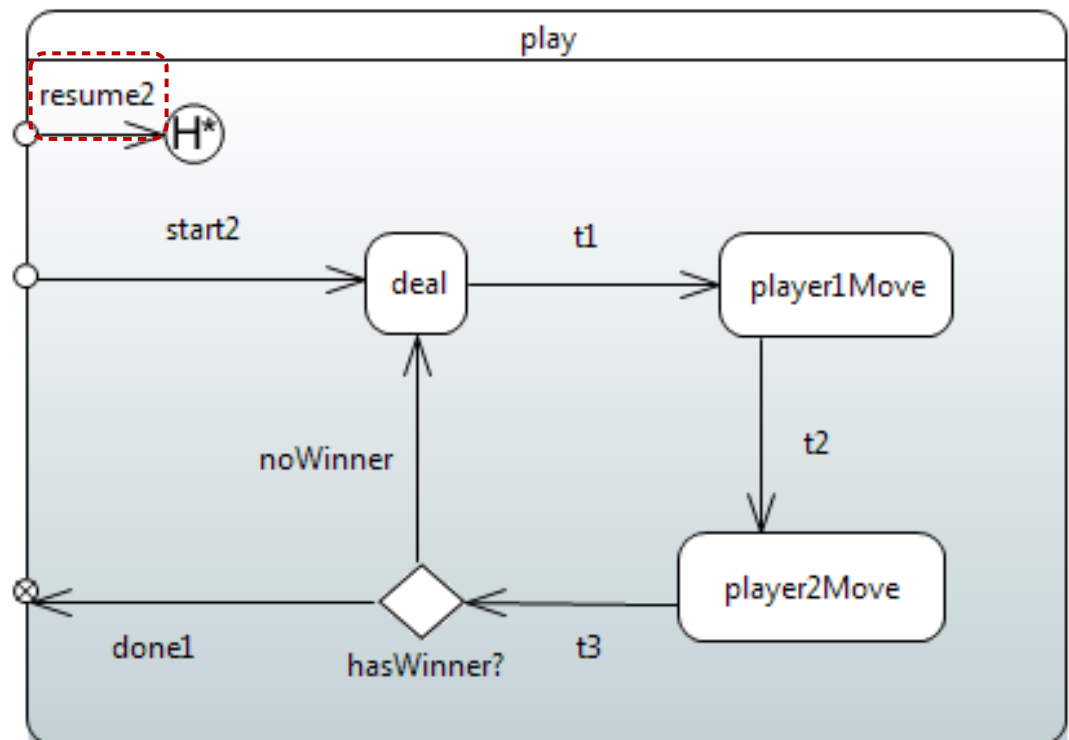 play
resume2
H*
start2
t1
deal
player1Move
t2
noWinner
player2Move
done1
hasWinner?
t3